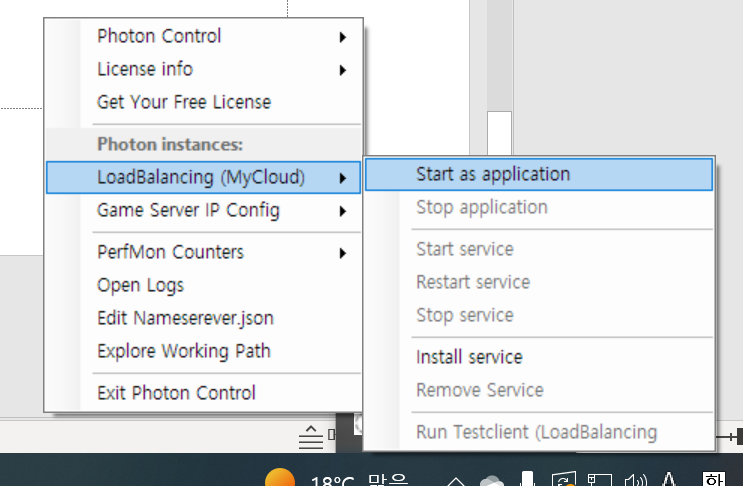 Photon Control
License info
Get Your Free License
Photon instances:
LoadBalancing (MyCloud)
Game Server IP Config
PerfMon Counters
Open Logs
Edit Nameserever.json
Explore Working Path
Exit Photon Control
Start as application
Stop application
Start service
Restart service
Stop service
Install service
Remove Service
Run Testclient (LoadBalancing
18°C 맑음
A 한